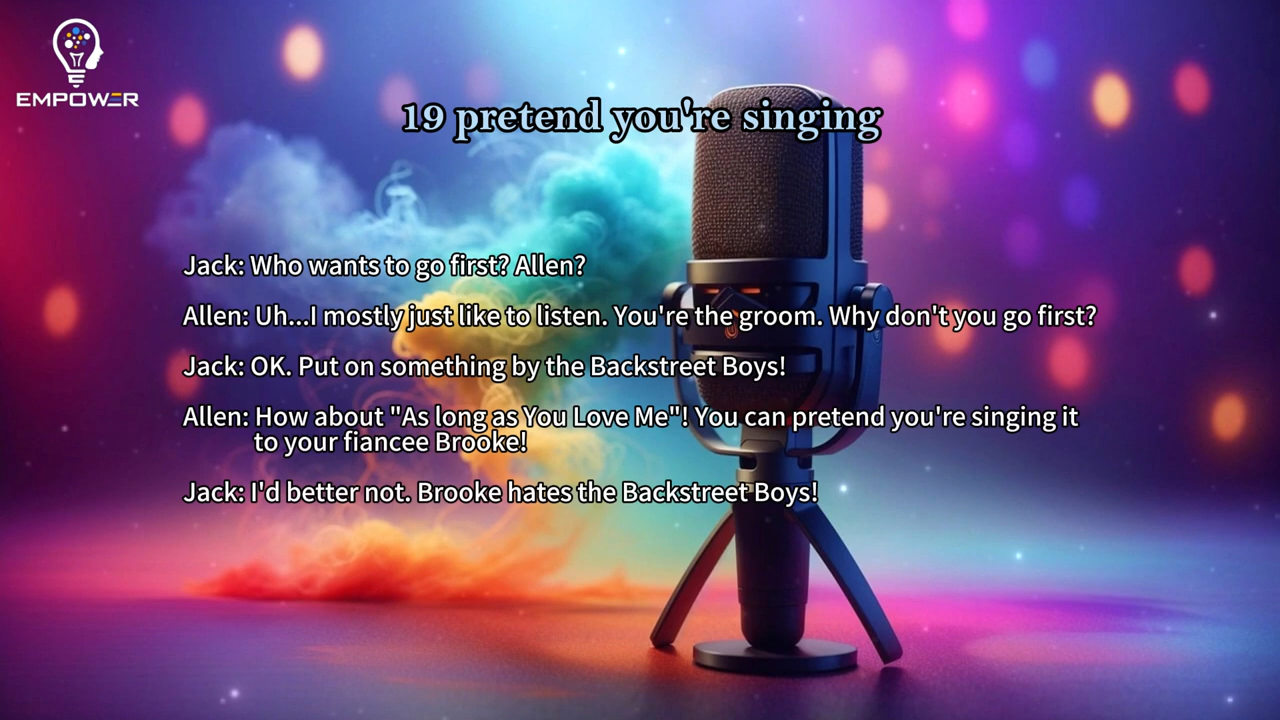 EMPOWER
19 pretend you're singing
Jack: Who wants to go first? Allen?
Allen: Uh...I mostly just like to listen. You're the groom. Why don't you go first?
Jack: OK. Put on something by the Backstreet Boys!
Allen: How about "As long as You Love Me"! You can pretend you're singing it
to your fiancee Brooke!
Jack: I'd better not. Brooke hates the Backstreet Boys!